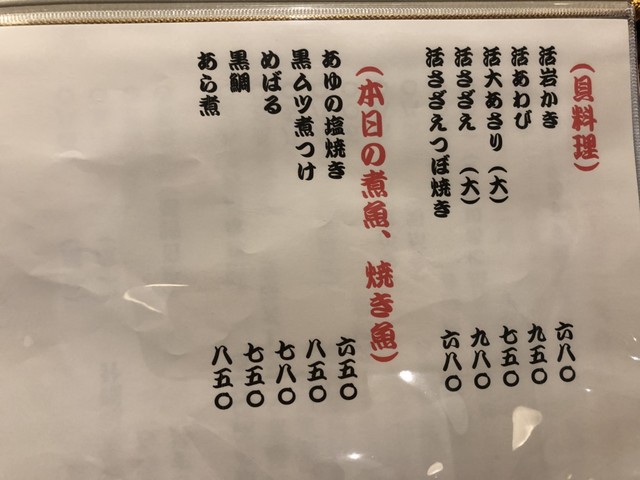 （貝料理）
活岩かき 六八〇
活あわび 九五〇
活大あさり（大） 七五〇
活さざえ（大） 九八〇
活さざえつぼ焼き 六八〇
（本日の煮魚、焼き魚）
あゆの塩焼き 六五〇
黒ムツ煮つけ 八五〇
めばる 七八〇
黒鯛 七五〇
あら煮 八五〇